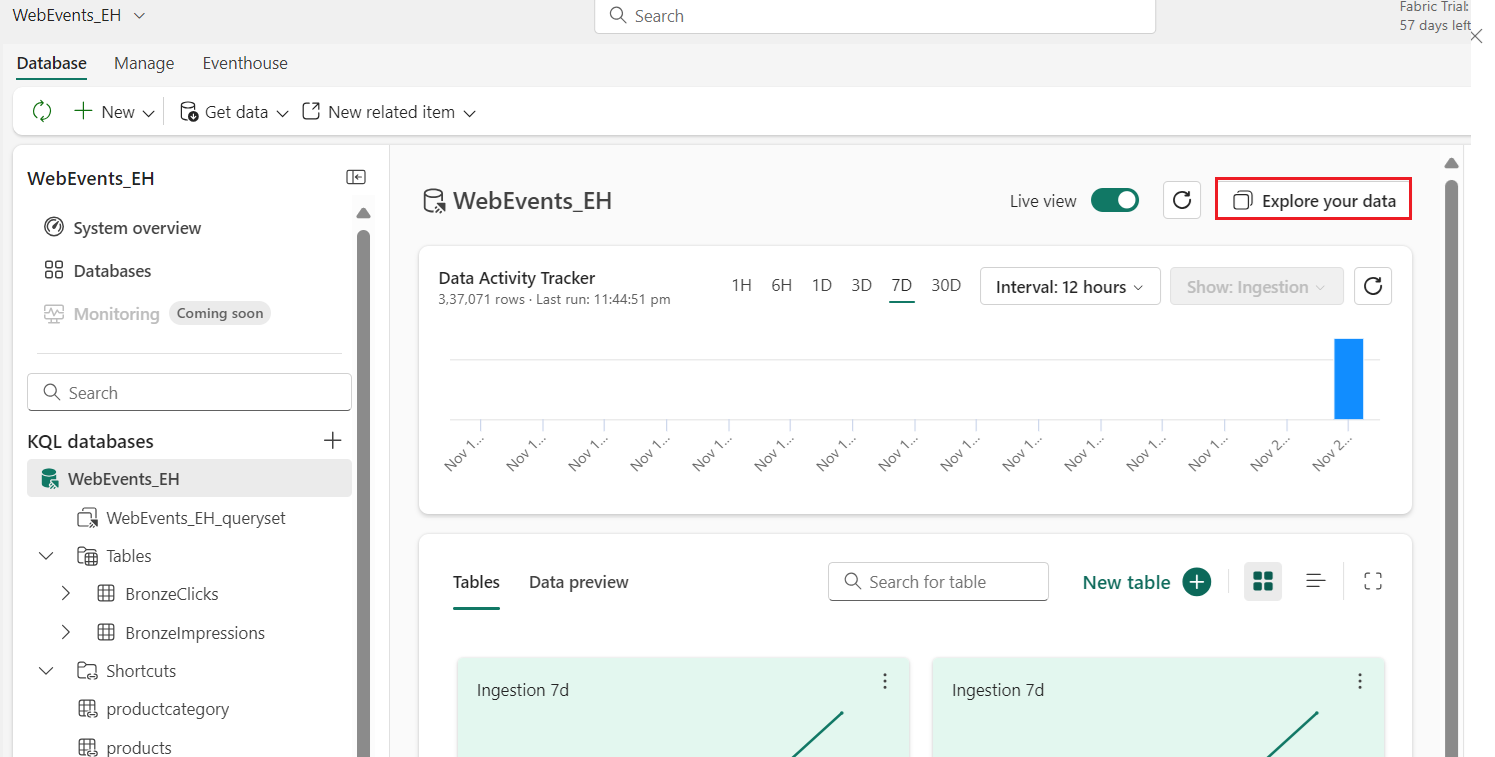 WebEvents_EH
Search
Fabric Trial:
57 days left
Database Manage Eventhouse
New Get data New related item
WebEvents_EH
System overview
Databases
Monitoring Coming soon
Search
KQL databases
WebEvents_EH
WebEvents_EH_queryset
Tables
BronzeClicks
BronzeImpressions
Shortcuts
productcategory
products
WebEvents_EH
Live view
Explore your data
Data Activity Tracker
3,37,071 rows · Last run: 11:44:51 pm
1H 6H 1D 3D 7D 30D
Interval: 12 hours
Show: Ingestion
Nov 1... Nov 1... Nov 1... Nov 1... Nov 1... Nov 1... Nov 1... Nov 1... Nov 1... Nov 1... Nov 1... Nov 1... Nov 1... Nov 2... Nov 2...
Tables Data preview
Search for table
New table
Ingestion 7d
Ingestion 7d